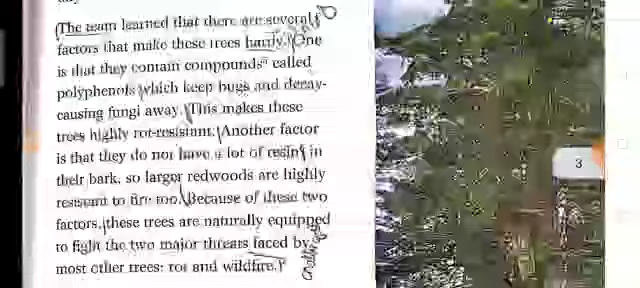 The team learned that there are several
factors that make these trees hardy. One
is that they contain compounds called
polyphenols which keep bugs and decay-
causing fungi away. This makes these
trees highly rot-resistant. Another factor
is that they do not have a lot of resin in
their bark, so larger redwoods are highly
resistant to fire too. Because of these two
factors, these trees are naturally equipped
to fight the two major threats faced by
most other trees: rot and wildfire.
3